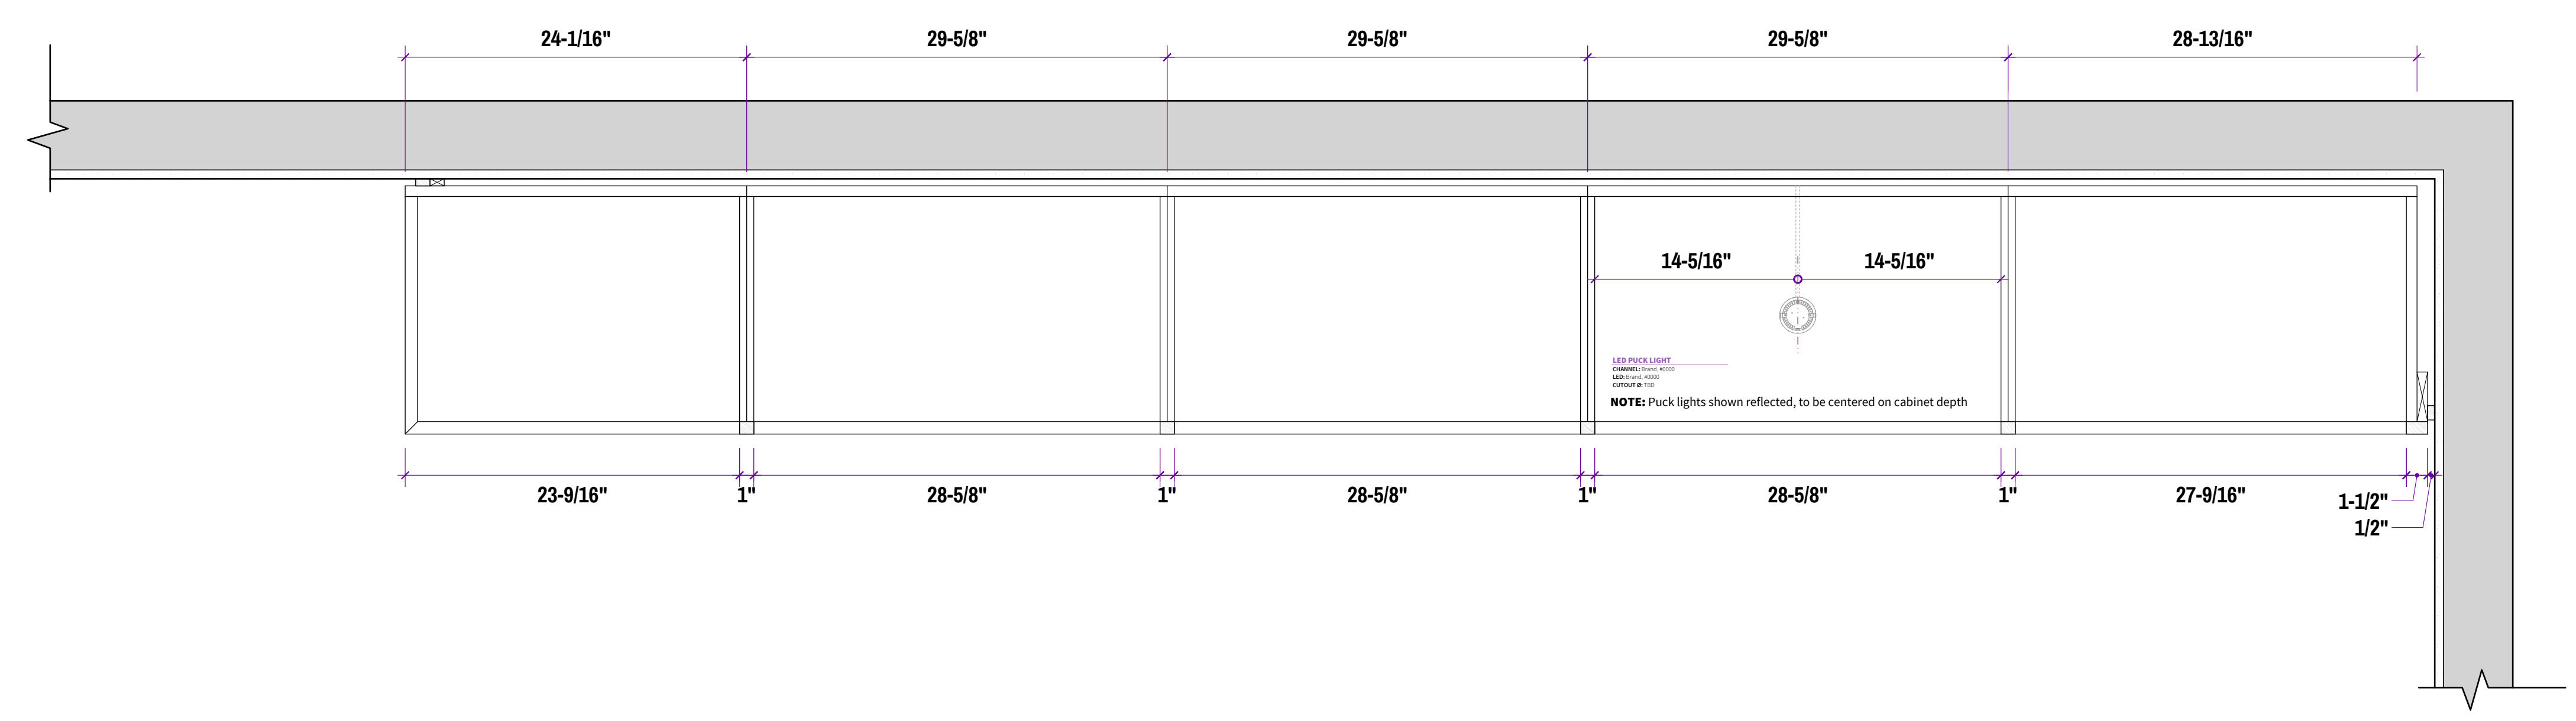 24-1/16" 29-5/8" 29-5/8" 29-5/8" 28-13/16"
14-5/16" 14-5/16"
LED PUCK LIGHT
CHANNEL: Brand, #0000
LED: Brand, #0000
CUTOUT Ø: TBD
NOTE: Puck lights shown reflected, to be centered on cabinet depth
23-9/16" 1" 28-5/8" 1" 28-5/8" 1" 28-5/8" 1" 27-9/16"
1-1/2"
1/2"